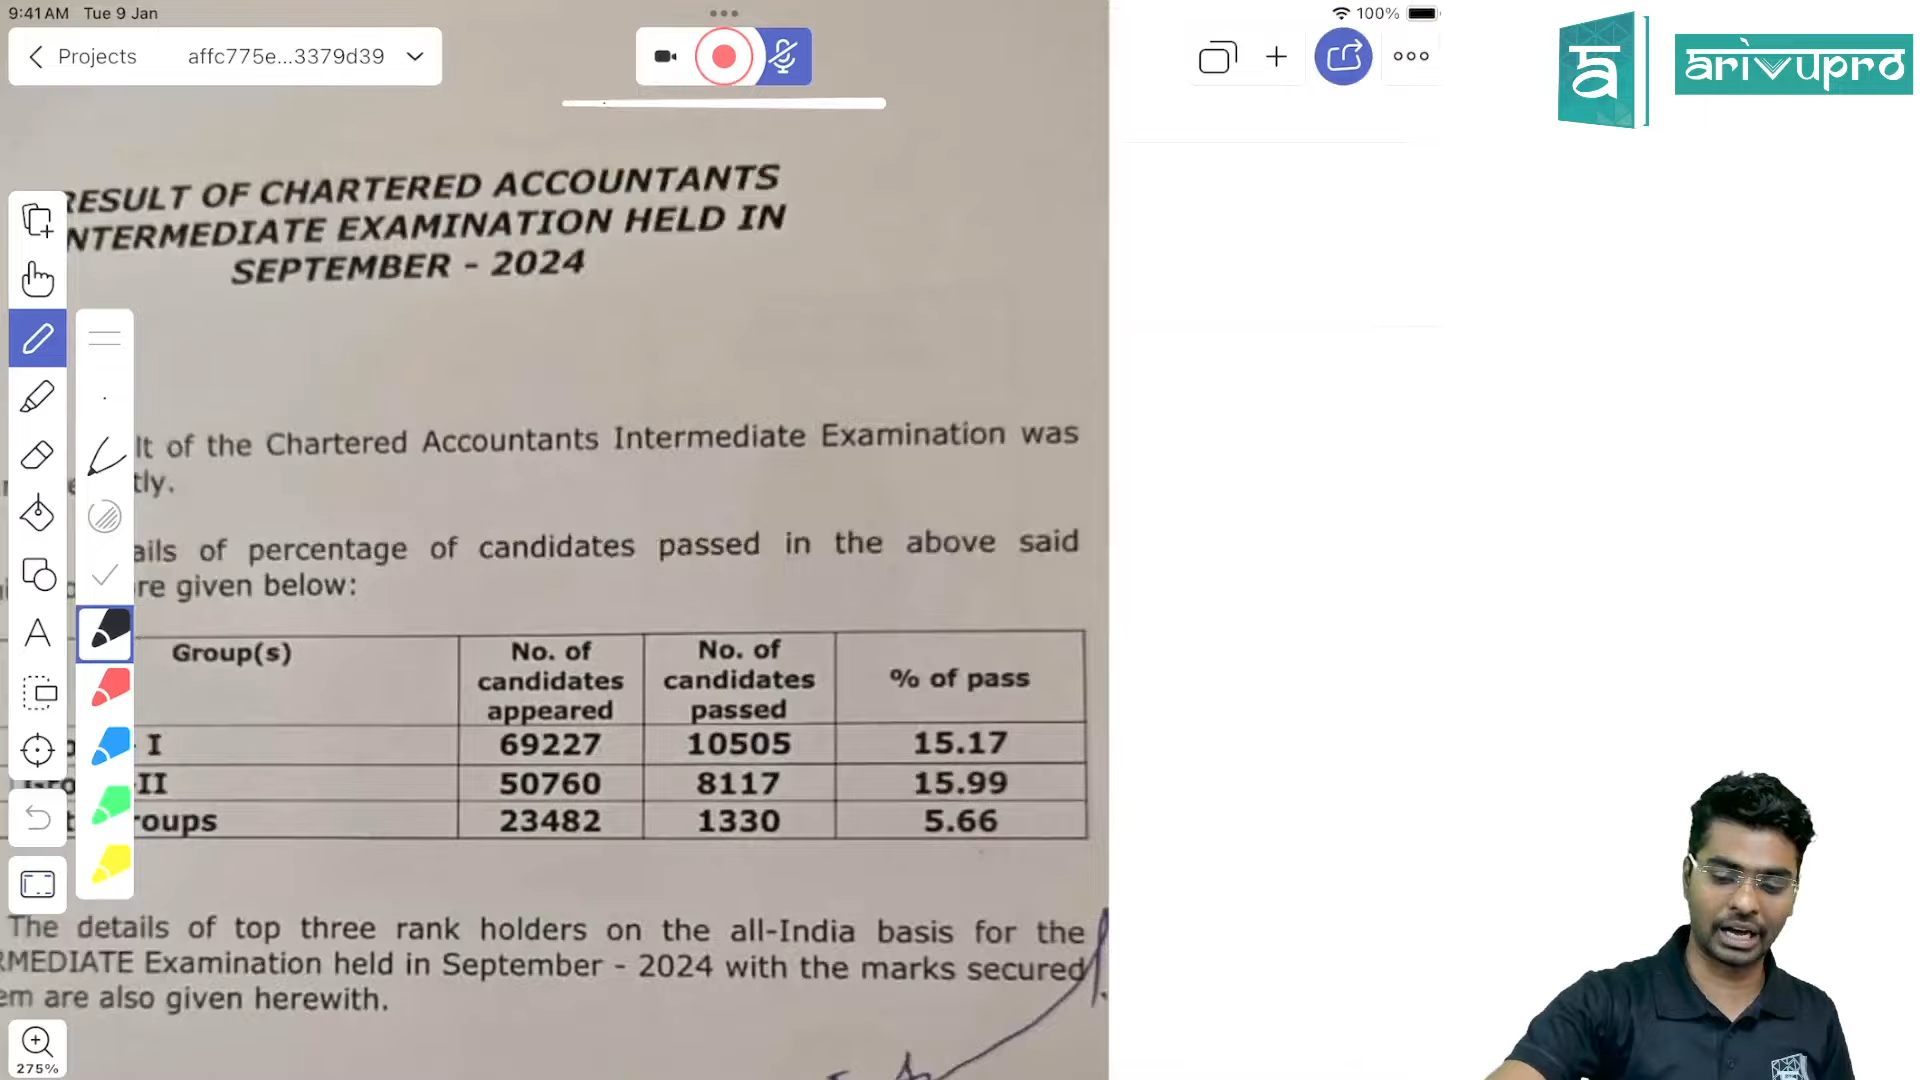 9:41 AM Tue 9 Jan
100%
Projects
affc775e...3379d39
ā
arivupro
RESULT OF CHARTERED ACCOUNTANTS
INTERMEDIATE EXAMINATION HELD IN
SEPTEMBER - 2024
lt of the Chartered Accountants Intermediate Examination was
tly.
ails of percentage of candidates passed in the above said
re given below:
Group(s) No. of candidates appeared No. of candidates passed % of pass
I 69227 10505 15.17
II 50760 8117 15.99
roups 23482 1330 5.66
The details of top three rank holders on the all-India basis for the
RMEDIATE Examination held in September - 2024 with the marks secured
em are also given herewith.
A
275%